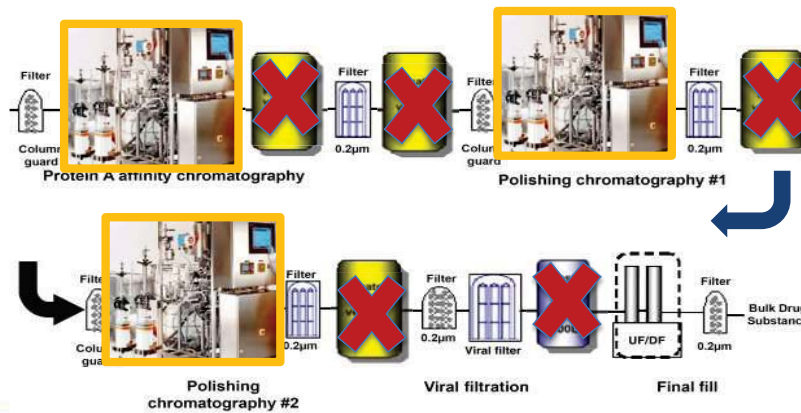 Filter
Filter
Filter
Filter
0.2µm
0.2µm
guard
Protein A affinity chromatography
Polishing chromatography #1
Filter
Filter
Filter
0.2µm
0.2µm
Viral filter
0.2µm
UF/DF
Bulk Drug
Substance
Polishing
chromatography #2
Viral filtration
Final fill